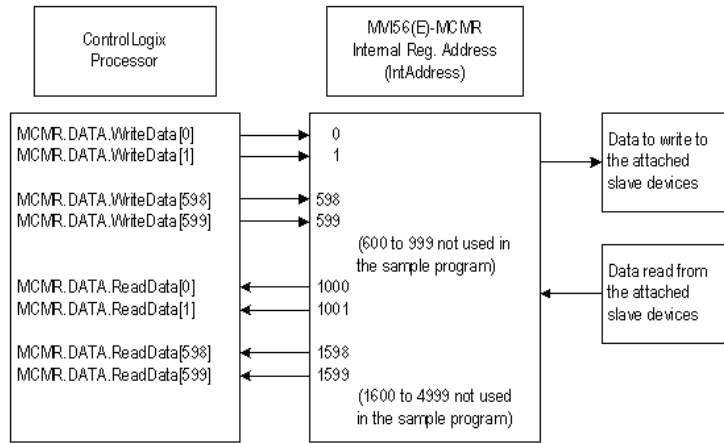 ControlLogix
Processor
MVI56(E)-MCMR
Internal Reg. Address
(IntAddress)
MCMR.DATA.WriteData[0]
0
MCMR.DATA.WriteData[1]
1
MCMR.DATA.WriteData[598]
598
MCMR.DATA.WriteData[599]
599
(600 to 999 not used in
the sample program)
MCMR.DATA.ReadData[0]
1000
MCMR.DATA.ReadData[1]
1001
MCMR.DATA.ReadData[598]
1598
MCMR.DATA.ReadData[599]
1599
(1600 to 4999 not used
in the sample program)
Data to write to
the attached
slave devices
Data read from
the attached
slave devices